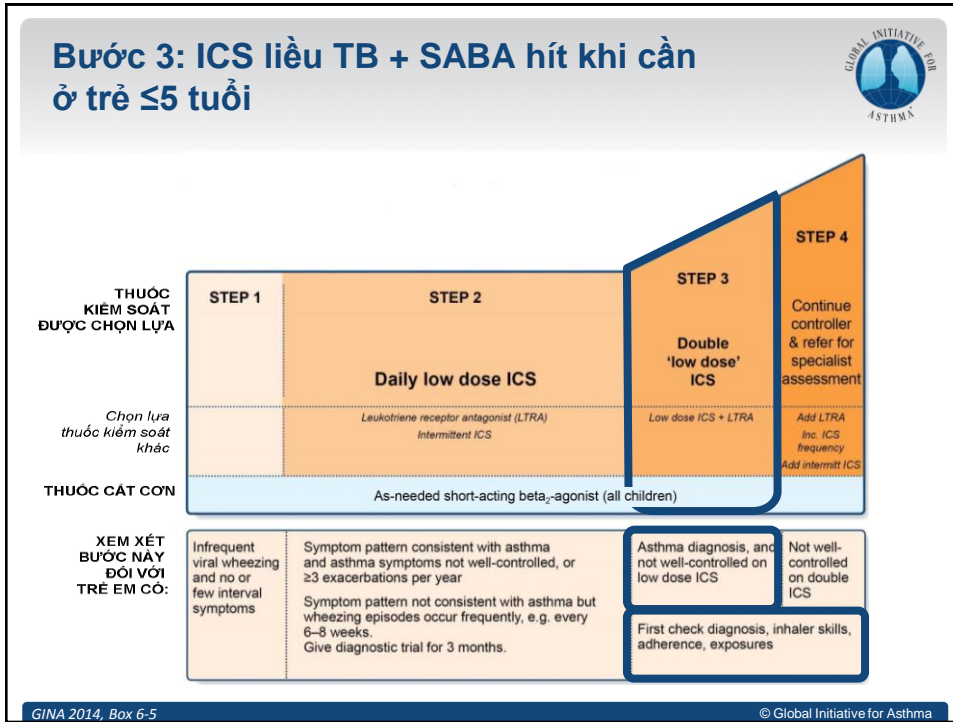 Bước 3: ICS liều TB + SABA hít khi cần
ở trẻ ≤5 tuổi
GLOBAL INITIATIVE FOR
ASTHMA
THUỐC
KIỂM SOÁT
ĐƯỢC CHỌN LỰA
STEP 1
STEP 2
Daily low dose ICS
STEP 3
Double
‘low dose’
ICS
STEP 4
Continue
controller
& refer for
specialist
assessment
Chọn lựa
thuốc kiểm soát
khác
Leukotriene receptor antagonist (LTRA)
Intermittent ICS
Low dose ICS + LTRA
Add LTRA
Inc. ICS
frequency
Add intermitt ICS
THUỐC CẮT CƠN
As-needed short-acting beta₂-agonist (all children)
XEM XÉT
BƯỚC NÀY
ĐỐI VỚI
TRẺ EM CÓ:
Infrequent
viral wheezing
and no or
few interval
symptoms
Symptom pattern consistent with asthma
and asthma symptoms not well-controlled, or
≥3 exacerbations per year
Symptom pattern not consistent with asthma but
wheezing episodes occur frequently, e.g. every
6–8 weeks.
Give diagnostic trial for 3 months.
Asthma diagnosis, and
not well-controlled on
low dose ICS
Not well-
controlled
on double
ICS
First check diagnosis, inhaler skills,
adherence, exposures
GINA 2014, Box 6-5
© Global Initiative for Asthma